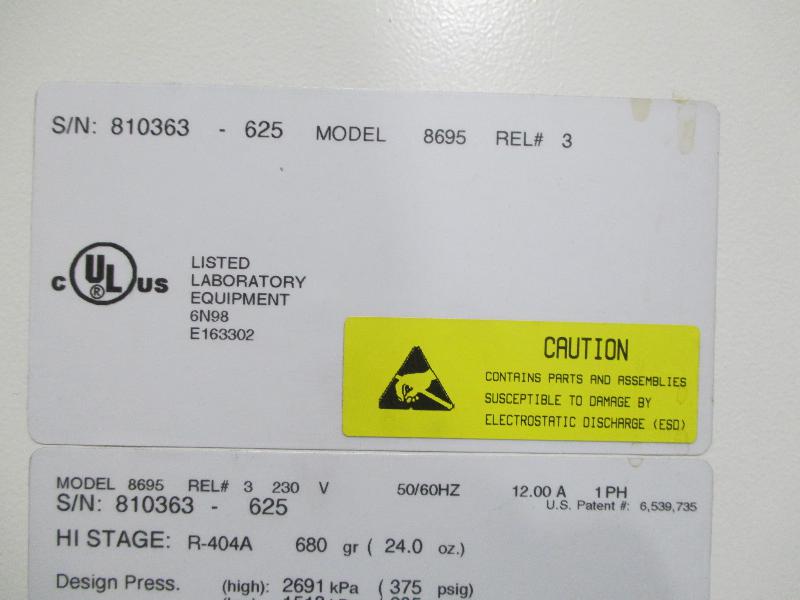 S/N: 810363 - 625 MODEL 8695 REL# 3
c UL ® US
LISTED
LABORATORY
EQUIPMENT
6N98
E163302
CAUTION
CONTAINS PARTS AND ASSEMBLIES
SUSCEPTIBLE TO DAMAGE BY
ELECTROSTATIC DISCHARGE (ESD)
MODEL 8695 REL# 3 230 V 50/60HZ 12.00 A 1PH
S/N: 810363 - 625 U.S. Patent #: 6,539,735
HI STAGE: R-404A 680 gr ( 24.0 oz.)
Design Press. (high): 2691 kPa ( 375 psig)